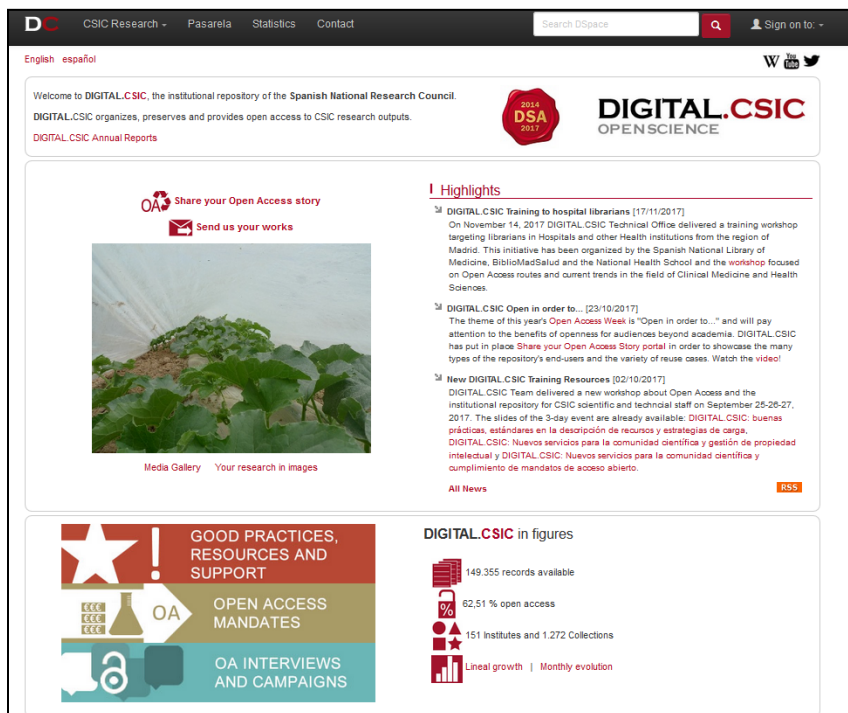 DC CSIC Research Pasarela Statistics Contact Search DSpace Sign on to:
English español
W You Tube
Welcome to DIGITAL.CSIC, the institutional repository of the Spanish National Research Council.
DIGITAL.CSIC organizes, preserves and provides open access to CSIC research outputs.
DIGITAL.CSIC Annual Reports
2014
DSA
2017
DIGITAL.CSIC
OPENSCIENCE
OA Share your Open Access story
Send us your works
Media Gallery Your research in images
Highlights
DIGITAL.CSIC Training to hospital librarians [17/11/2017]
On November 14, 2017 DIGITAL.CSIC Technical Office delivered a training workshop
targeting librarians in Hospitals and other Health institutions from the region of
Madrid. This initiative has been organized by the Spanish National Library of
Medicine, BiblioMadSalud and the National Health School and the workshop focused
on Open Access routes and current trends in the field of Clinical Medicine and Health
Sciences.
DIGITAL.CSIC Open in order to... [23/10/2017]
The theme of this year's Open Access Week is "Open in order to..." and will pay
attention to the benefits of openness for audiences beyond academia. DIGITAL.CSIC
has put in place Share your Open Access Story portal in order to showcase the many
types of the repository's end-users and the variety of reuse cases. Watch the video!
New DIGITAL.CSIC Training Resources [02/10/2017]
DIGITAL.CSIC Team delivered a new workshop about Open Access and the
institutional repository for CSIC scientific and techncial staff on September 25-26-27,
2017. The slides of the 3-day event are already available: DIGITAL.CSIC: buenas
prácticas, estándares en la descripción de recursos y estrategias de carga,
DIGITAL.CSIC: Nuevos servicios para la comunidad científica y gestión de propiedad
intelectual y DIGITAL.CSIC: Nuevos servicios para la comunidad científica y
cumplimiento de mandatos de acceso abierto.
All News RSS
GOOD PRACTICES,
RESOURCES AND
SUPPORT
OA OPEN ACCESS
MANDATES
OA INTERVIEWS
AND CAMPAIGNS
DIGITAL.CSIC in figures
149.355 records available
% 62,51 % open access
151 Institutes and 1.272 Collections
Lineal growth | Monthly evolution